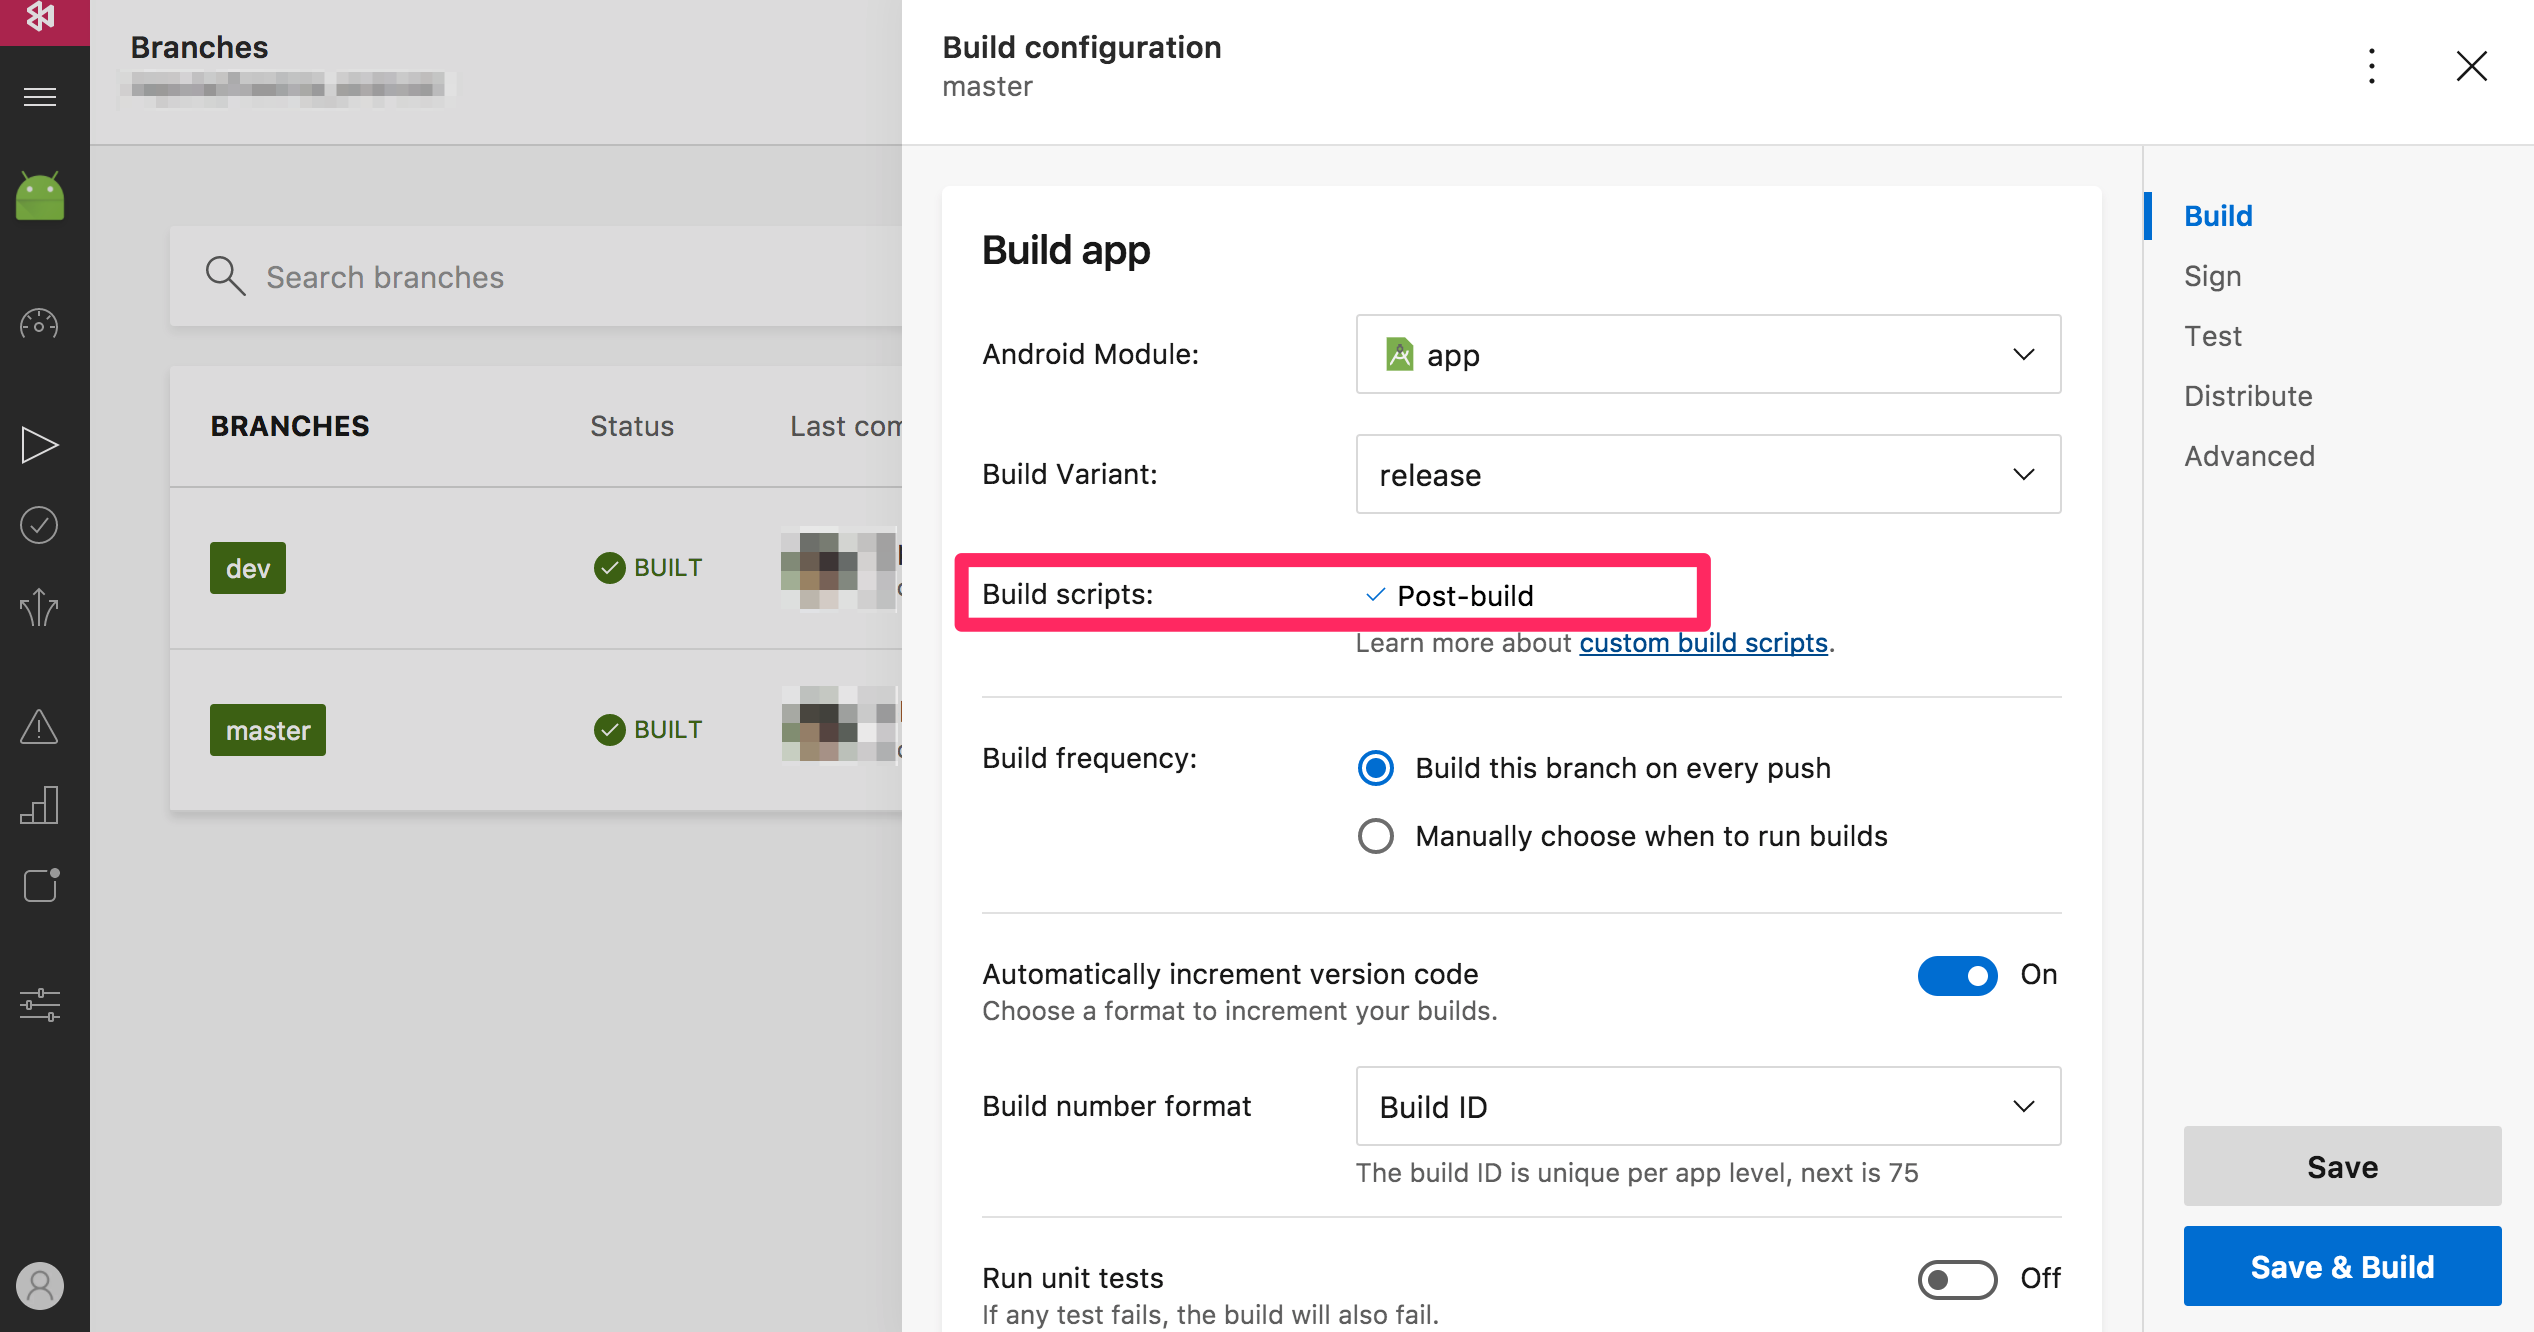 Branches
Search branches
BRANCHES Status Last com
dev BUILT
master BUILT
Build configuration
master
Build app
Android Module: app
Build Variant: release
Build scripts: Post-build
Learn more about custom build scripts.
Build frequency: Build this branch on every push
Manually choose when to run builds
Automatically increment version code On
Choose a format to increment your builds.
Build number format Build ID
The build ID is unique per app level, next is 75
Run unit tests Off
If any test fails, the build will also fail.
Build
Sign
Test
Distribute
Advanced
Save
Save & Build